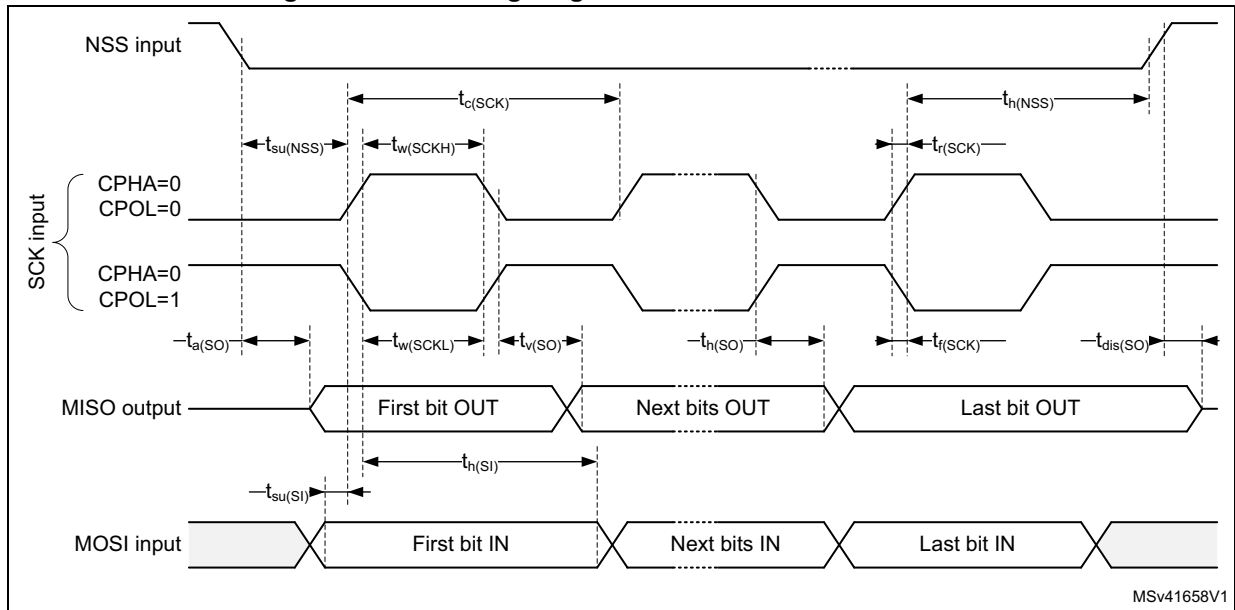 NSS input
tc(SCK)
th(NSS)
tsu(NSS)
tw(SCKH)
tr(SCK)
SCK input
CPHA=0
CPOL=0
CPHA=0
CPOL=1
ta(SO)
tw(SCKL)
tv(SO)
th(SO)
tf(SCK)
tdis(SO)
MISO output
First bit OUT
Next bits OUT
Last bit OUT
th(SI)
tsu(SI)
MOSI input
First bit IN
Next bits IN
Last bit IN
MSv41658V1